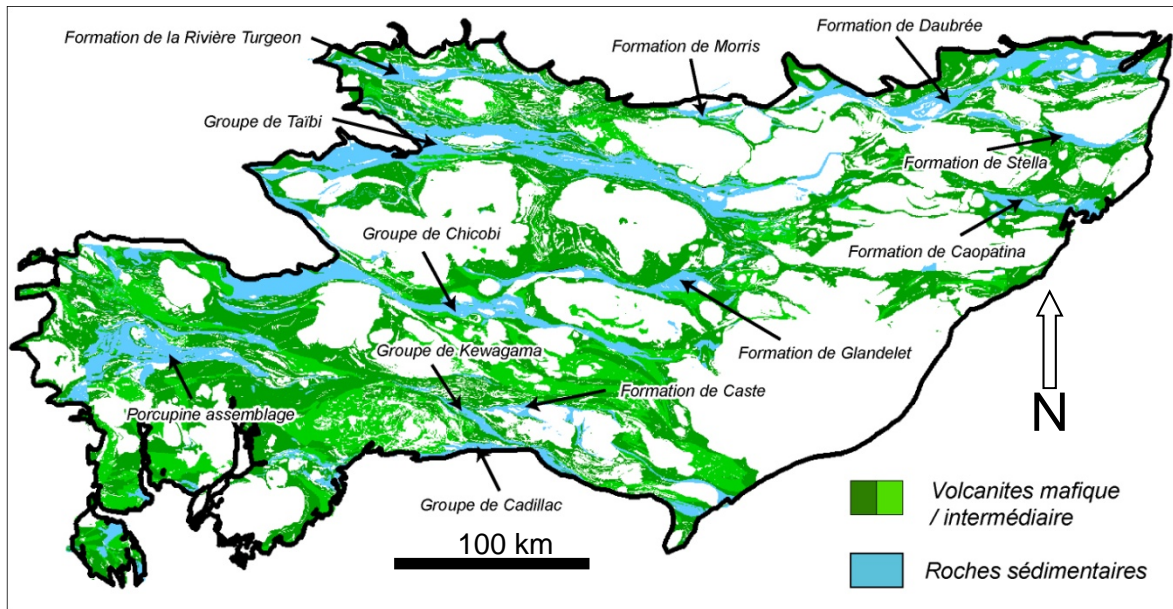 Formation de Daubrée
Formation de la Rivière Turgeon
Formation de Morris
Groupe de Taïbi
Formation de Stella
Groupe de Chicobi
Formation de Caopatina
Groupe de Kewagama
Formation de Glandelet
Formation de Caste
Porcupine assemblage
N
Groupe de Cadillac
100 km
Volcanites mafique
/ intermédiaire
Roches sédimentaires